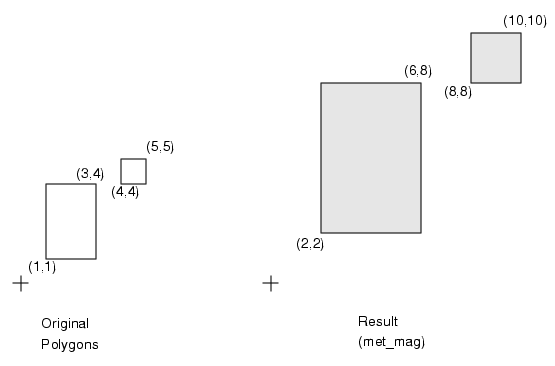 (10,10)
(6,8)
(8,8)
(5,5)
(3,4)
(4,4)
(2,2)
(1,1)
Original
Polygons
Result
(met_mag)